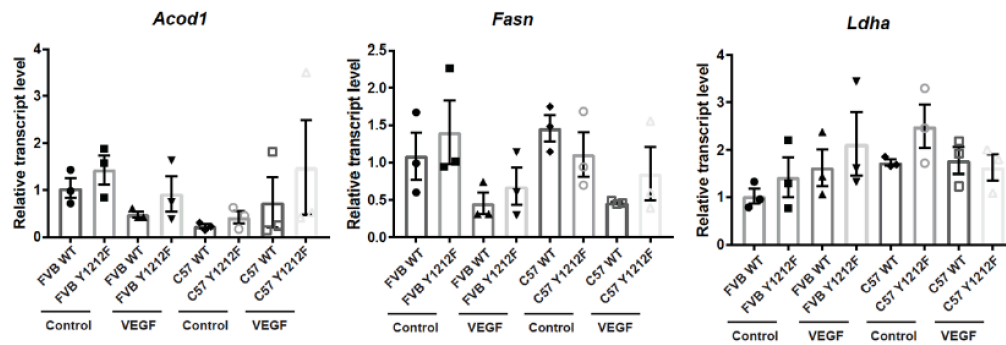 Acod1
Relative transcript level
4
3
2
1
0
FVB WT
FVB Y1212F
FVB WT
FVB Y1212F
C57 WT
C57 Y1212F
C57 WT
C57 Y1212F
Control
VEGF
Control
VEGF
Fasn
Relative transcript level
2.5
2.0
1.5
1.0
0.5
0.0
FVB WT
FVB Y1212F
FVB WT
FVB Y1212F
C57 WT
C57 Y1212F
C57 WT
C57 Y1212F
Control
VEGF
Control
VEGF
Ldha
Relative transcript level
4
3
2
1
0
FVB WT
FVB Y1212F
FVB WT
FVB Y1212F
C57 WT
C57 Y1212F
C57 WT
C57 Y1212F
Control
VEGF
Control
VEGF